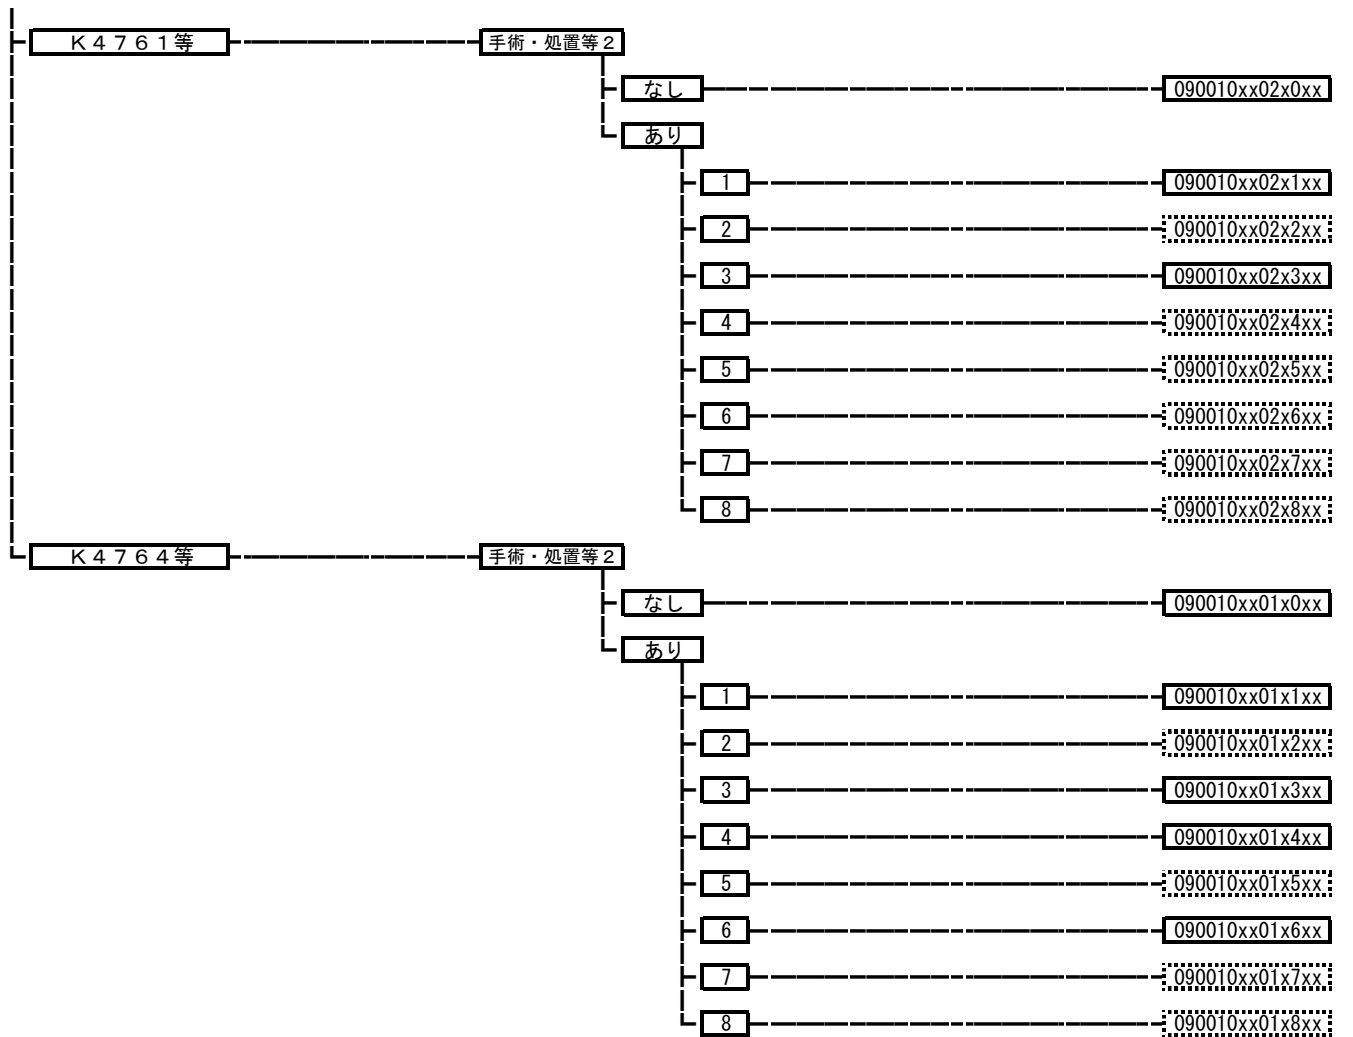 K4761等 手術・処置等2
なし 090010xx02x0xx
あり
1 090010xx02x1xx
2 090010xx02x2xx
3 090010xx02x3xx
4 090010xx02x4xx
5 090010xx02x5xx
6 090010xx02x6xx
7 090010xx02x7xx
8 090010xx02x8xx
K4764等 手術・処置等2
なし 090010xx01x0xx
あり
1 090010xx01x1xx
2 090010xx01x2xx
3 090010xx01x3xx
4 090010xx01x4xx
5 090010xx01x5xx
6 090010xx01x6xx
7 090010xx01x7xx
8 090010xx01x8xx